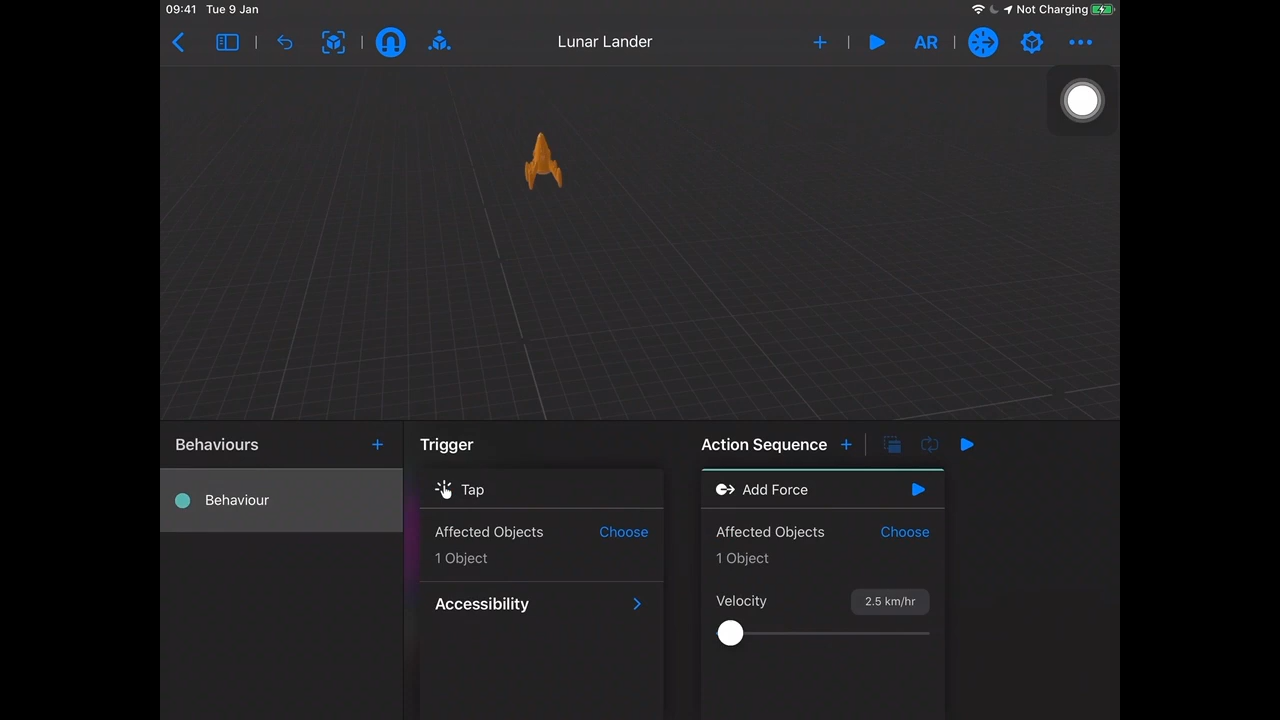 09:41 Tue 9 Jan
Not Charging
Lunar Lander
AR
Behaviours
Trigger
Action Sequence
Behaviour
Tap
Affected Objects Choose
1 Object
Accessibility
Add Force
Affected Objects Choose
1 Object
Velocity 2.5 km/hr